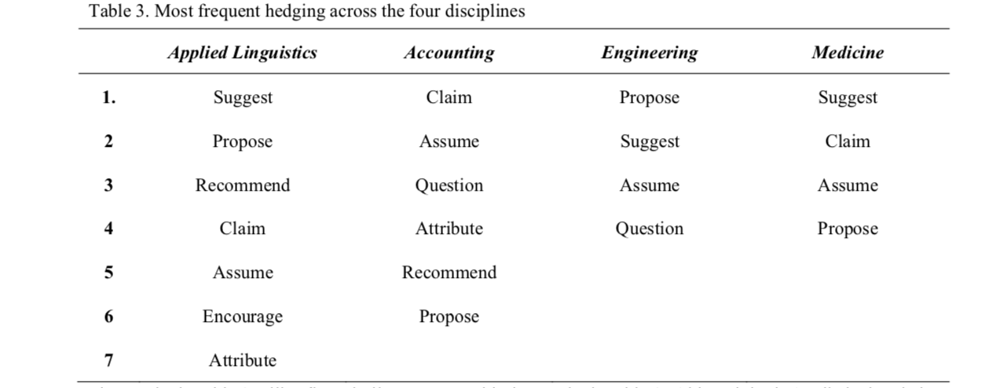 Table 3. Most frequent hedging across the four disciplines
Applied Linguistics Accounting Engineering Medicine
1. Suggest Claim Propose Suggest
2 Propose Assume Suggest Claim
3 Recommend Question Assume Assume
4 Claim Attribute Question Propose
5 Assume Recommend
6 Encourage Propose
7 Attribute